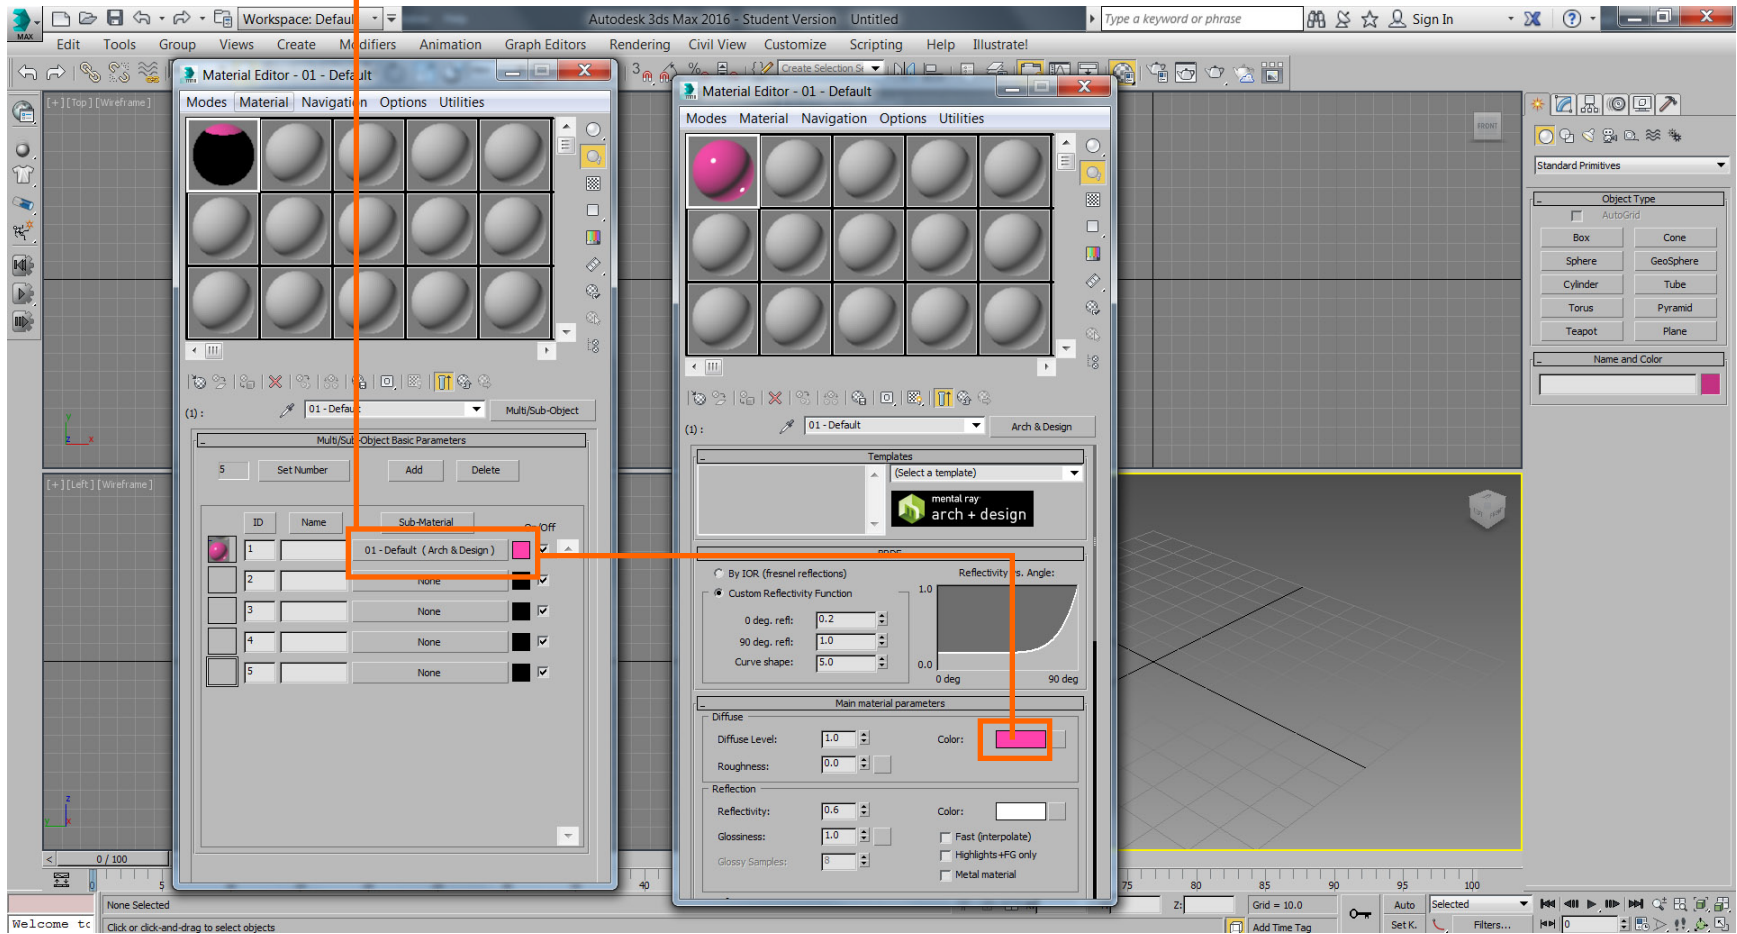 MAX
Workspace: Default
Autodesk 3ds Max 2016 - Student Version Untitled
Type a keyword or phrase
Sign In
Edit Tools Group Views Create Modifiers Animation Graph Editors Rendering Civil View Customize Scripting Help Illustrate!
Create Selection Se
[+][Top][Wireframe]
FRONT
Material Editor - 01 - Default
Modes Material Navigation Options Utilities
(1) :
01 - Default
Multi/Sub-Object
Multi/Sub-Object Basic Parameters
5 Set Number Add Delete
ID Name Sub-Material On/Off
1 01 - Default ( Arch & Design )
2 None
3 None
4 None
5 None
Material Editor - 01 - Default
Modes Material Navigation Options Utilities
(1) :
01 - Default
Arch & Design
Templates
(Select a template)
mental ray
arch + design
BRDF
By IOR (fresnel reflections)
Custom Reflectivity Function
0 deg. refl: 0.2
90 deg. refl: 1.0
Curve shape: 5.0
Reflectivity vs. Angle:
1.0
0.0
0 deg 90 deg
Main material parameters
Diffuse
Diffuse Level: 1.0 Color:
Roughness: 0.0
Reflection
Reflectivity: 0.6 Color:
Glossiness: 1.0 Fast (interpolate)
Glossy Samples: 8 Highlights+FG only
Metal material
Standard Primitives
Object Type
AutoGrid
Box Cone
Sphere GeoSphere
Cylinder Tube
Torus Pyramid
Teapot Plane
Name and Color
[+][Left][Wireframe]
y
z x
z
y x
< 0 / 100
0 5 40 75 80 85 90 95 100
None Selected
Z: Grid = 10.0
Auto Selected
Welcome to
Click or click-and-drag to select objects
Add Time Tag
Set K. Filters...
0